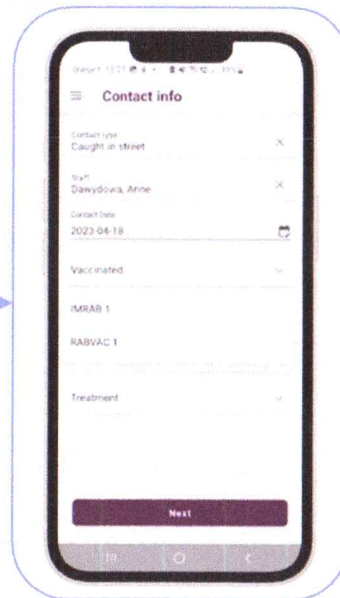 Contact info
Contact type
Caught in street
Staff
Dawydowa, Anne
Contact Date
2023-04-18
Vaccinated
IMRAB 1
RABVAC 1
Treatment
Next